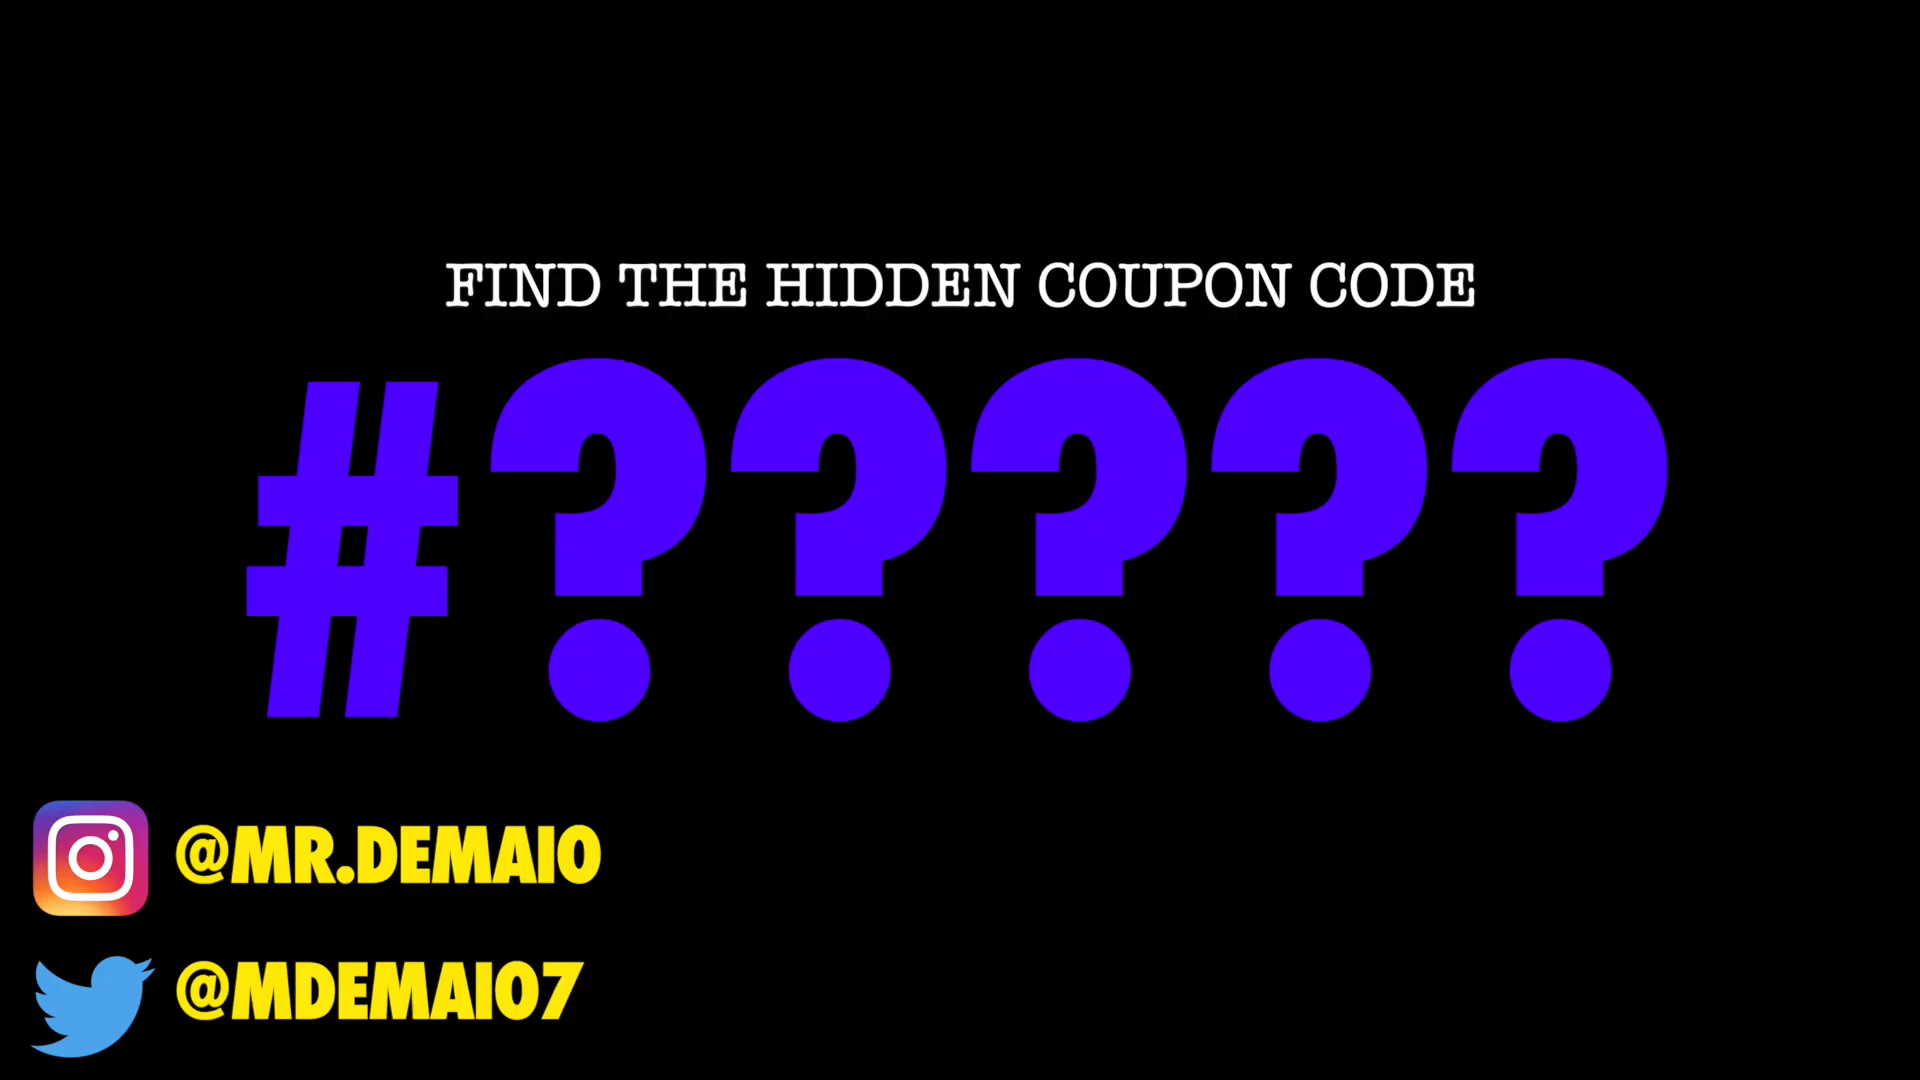 FIND THE HIDDEN COUPON CODE
#?????
@MR.DEMAIO
@MDEMAIO7